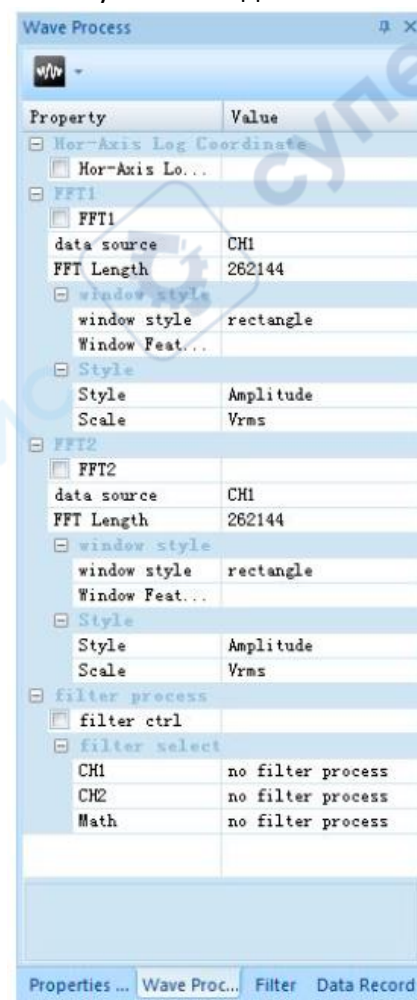 Wave Process
Property Value
Hor-Axis Log Coordinate
Hor-Axis Lo...
FFT1
FFT1
data source CH1
FFT Length 262144
window style
window style rectangle
Window Feat...
Style
Style Amplitude
Scale Vrms
FFT2
FFT2
data source CH1
FFT Length 262144
window style
window style rectangle
Window Feat...
Style
Style Amplitude
Scale Vrms
filter process
filter ctrl
filter select
CH1 no filter process
CH2 no filter process
Math no filter process
Properties ... Wave Proc... Filter Data Record